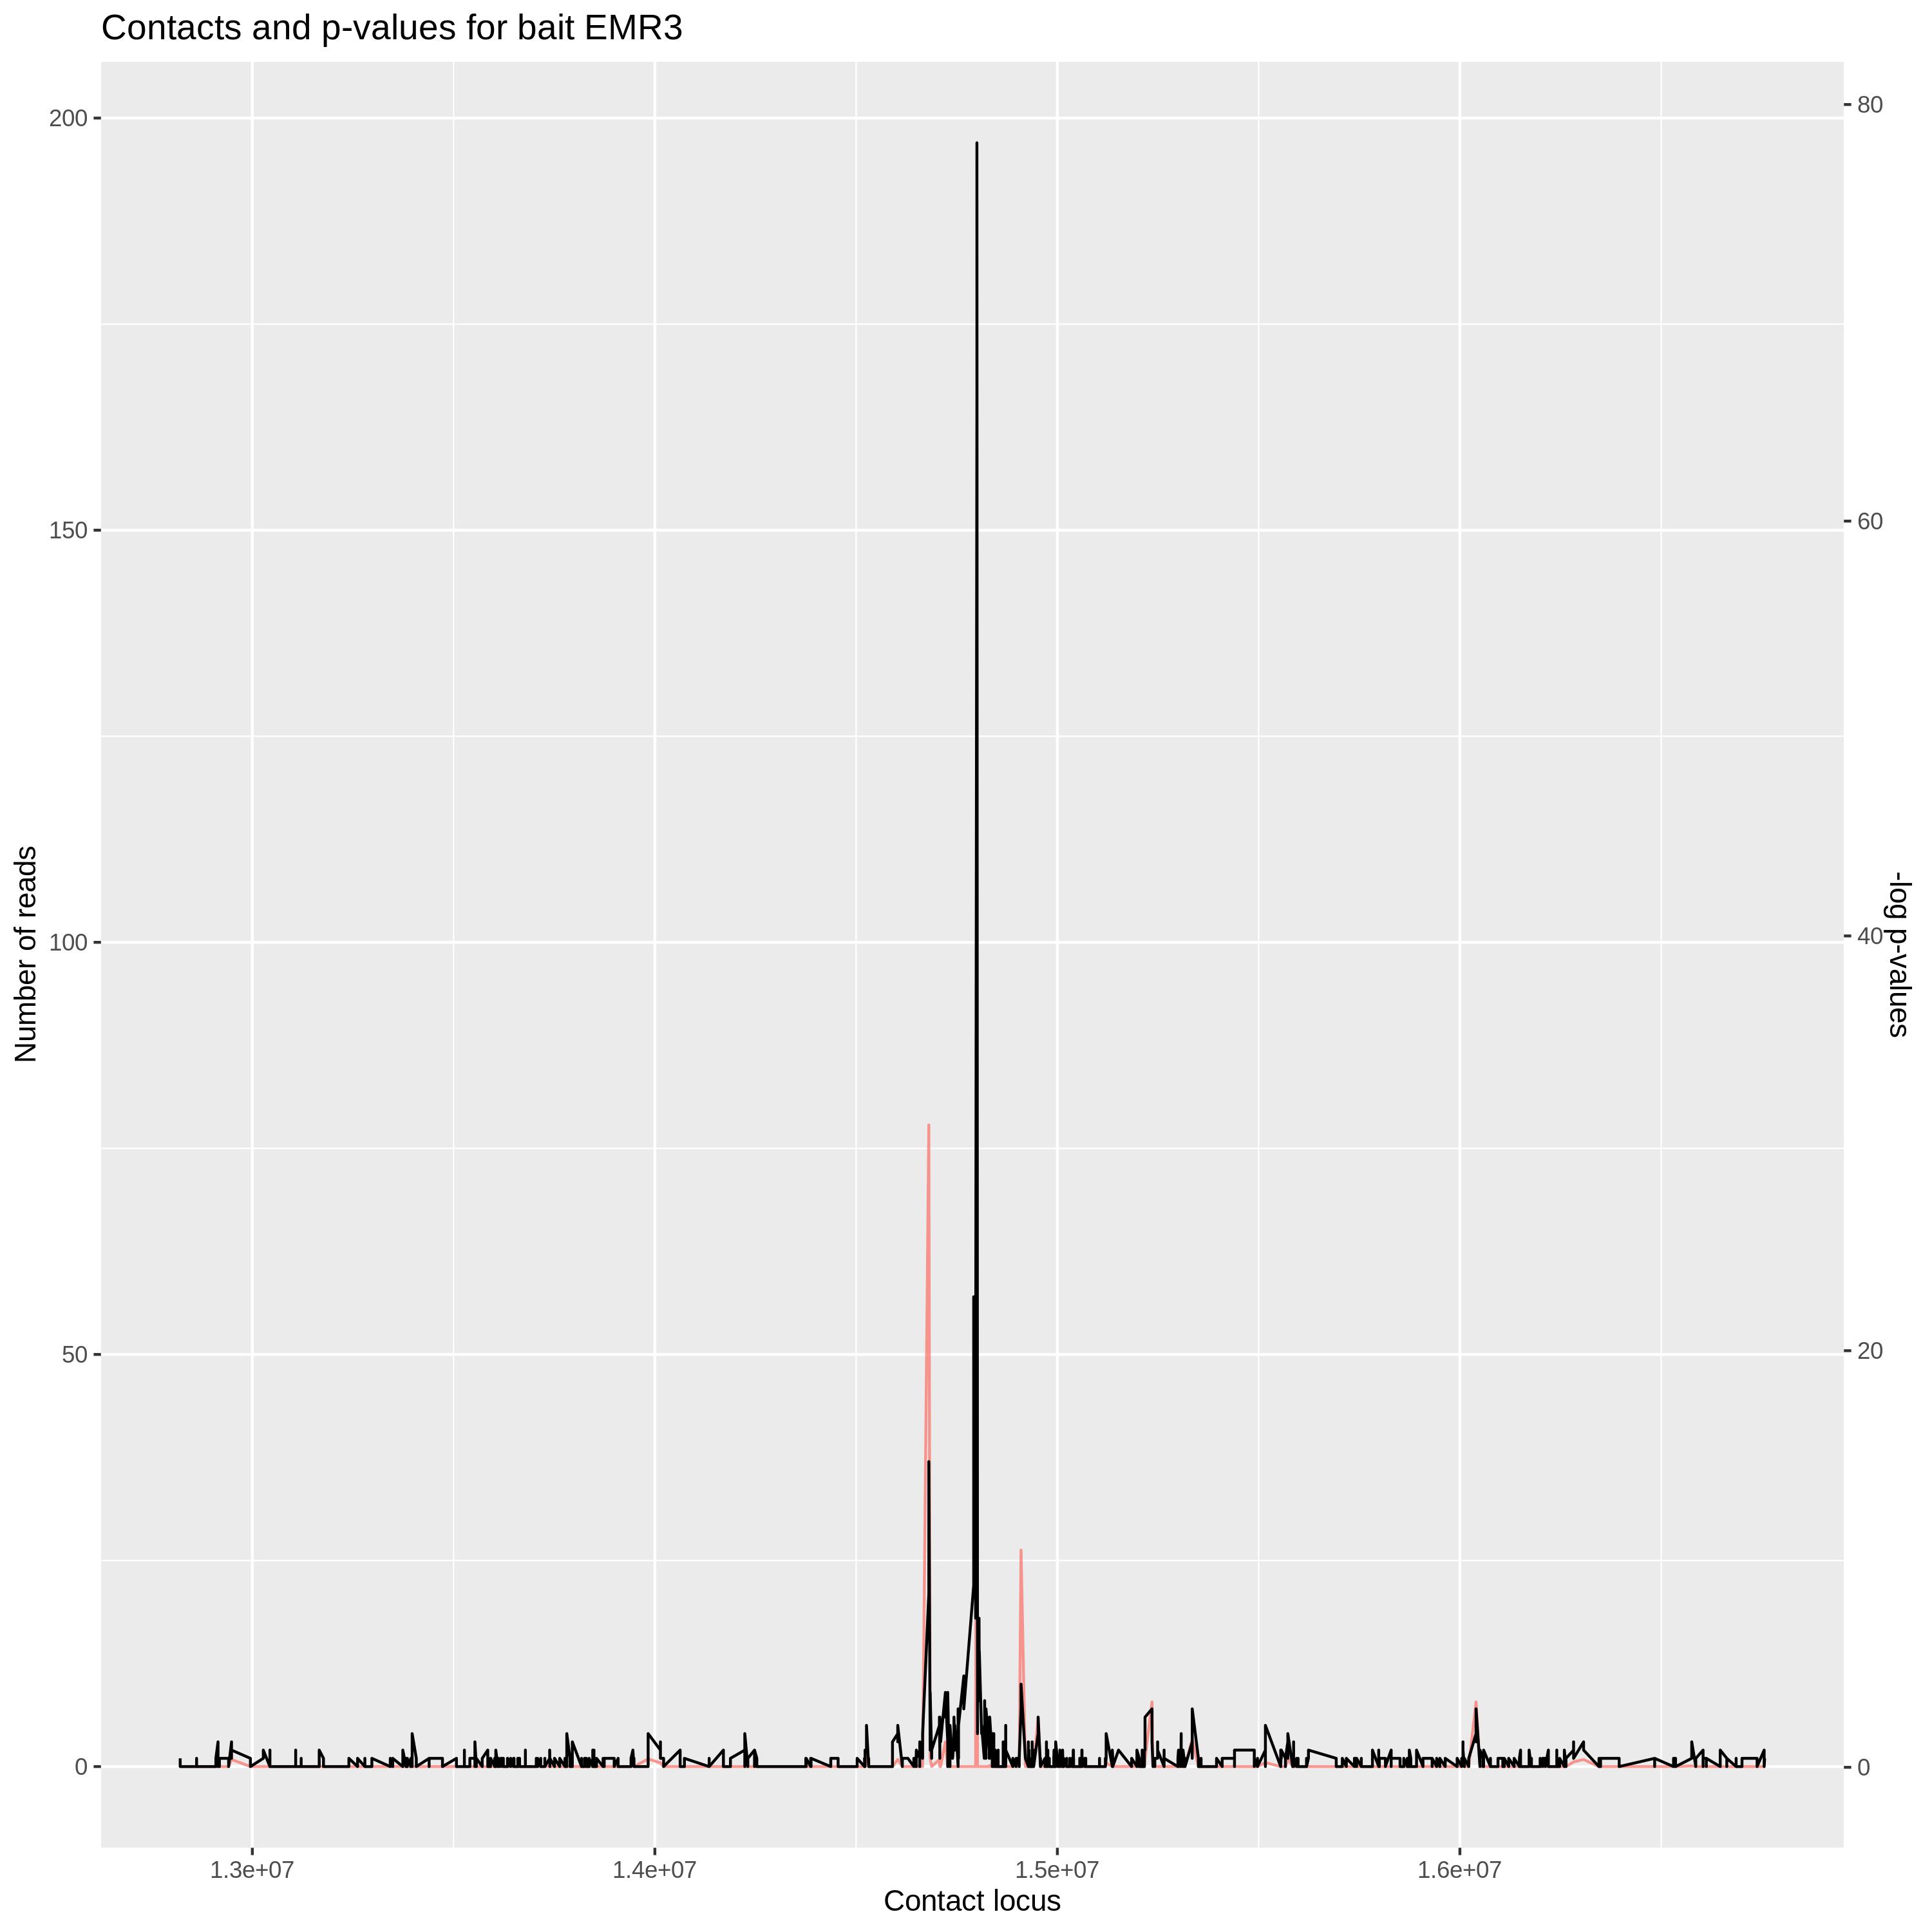 Contacts and p-values for bait EMR3
200
150
100
50
0
Number of reads
80
60
40
20
0
-log p-values
1.3e+07
1.4e+07
1.5e+07
1.6e+07
Contact locus